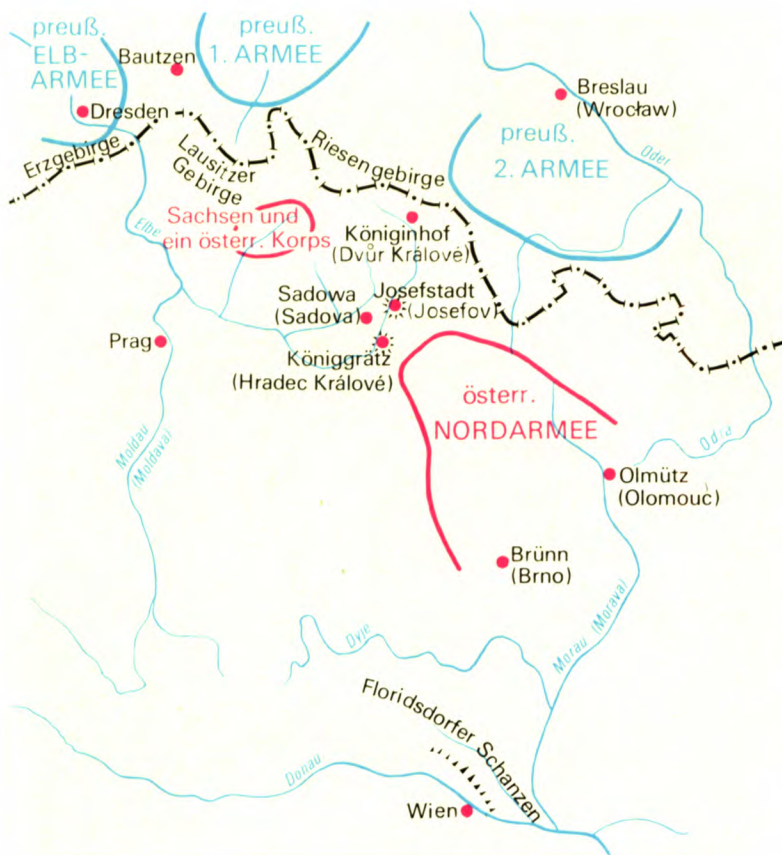 preuß.
ELB-
ARMEE
Bautzen
preuß.
1. ARMEE
Dresden
Breslau
(Wrocław)
preuß.
2. ARMEE
Oder
Erzgebirge
Lausitzer
Gebirge
Riesengebirge
Sachsen und
ein österr. Korps
Elbe
Königinhof
(Dvůr Králové)
Sadowa
(Sadova)
Josefstadt
(Josefov)
Prag
Königgrätz
(Hradec Králové)
österr.
NORDARMEE
Moldau
(Moldava)
Odra
Olmütz
(Olomouć)
Brünn
(Brno)
Morau (Morava)
Dyje
Floridsdorfer Schanzen
Donau
Wien